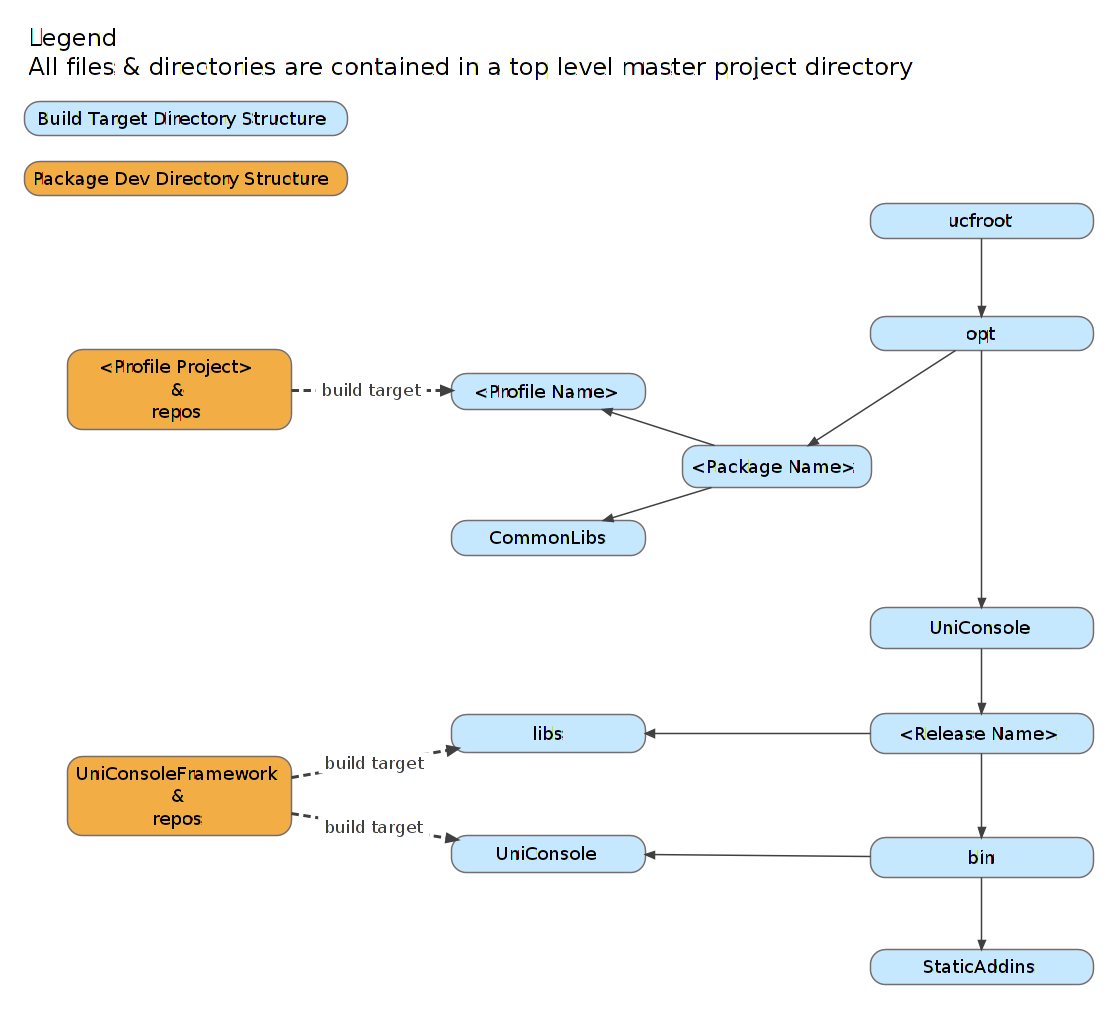 Legend
All files & directories are contained in a top level master project directory
Build Target Directory Structure
Package Dev Directory Structure
ucfroot
opt
<Profile Project>
&
repos
build target
<Profile Name>
<Package Name>
CommonLibs
UniConsole
libs
<Release Name>
build target
UniConsoleFramework
&
repos
build target
UniConsole
bin
StaticAddins